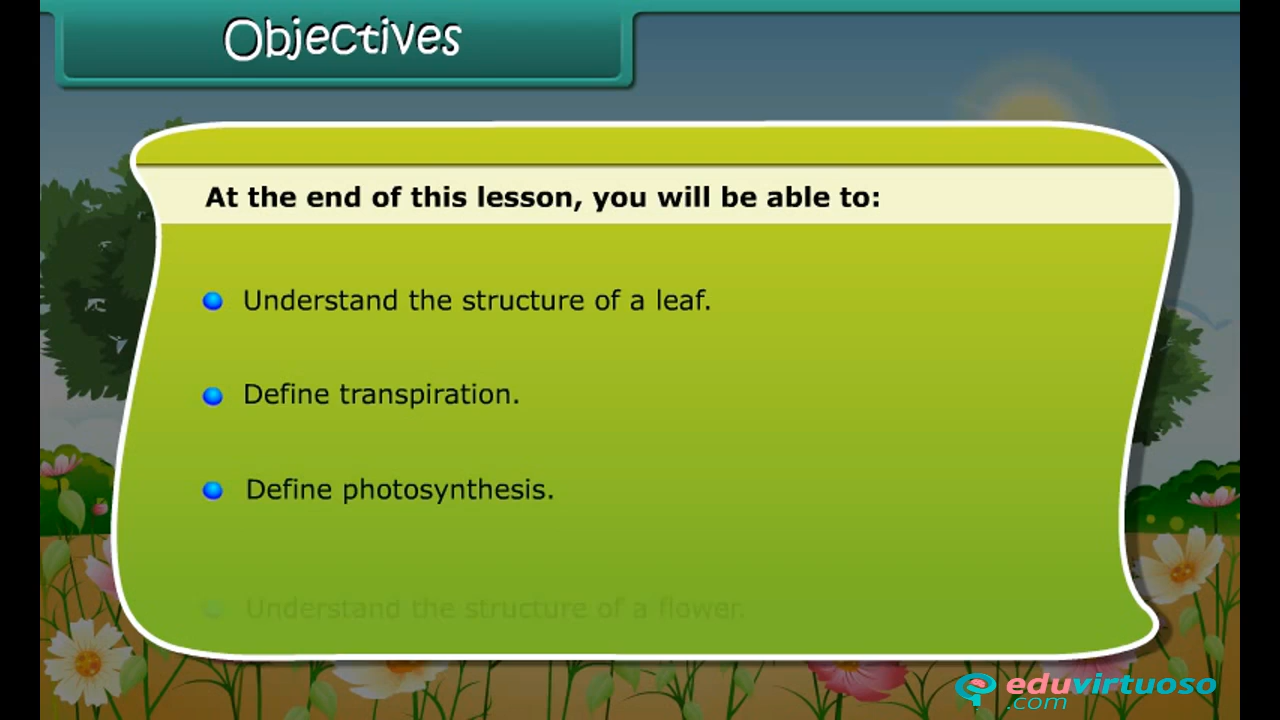 Objectives
At the end of this lesson, you will be able to:
Understand the structure of a leaf.
Define transpiration.
Define photosynthesis.
Understand the structure of a flower.
eduvirtuoso
.com